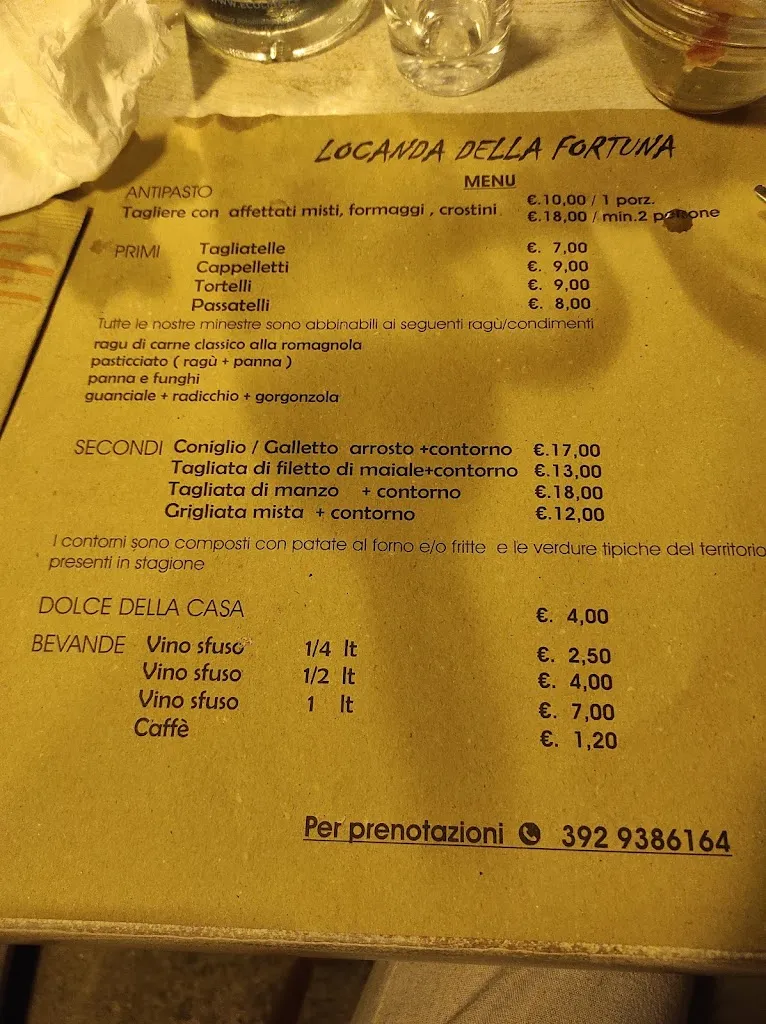 LOCANDA DELLA FORTUNA
MENU
ANTIPASTO €.10,00 / 1 porz.
Tagliere con affettati misti, formaggi , crostini €.18,00 / min.2 persone
PRIMI Tagliatelle €. 7,00
Cappelletti €. 9,00
Tortelli €. 9,00
Passatelli €. 8,00
Tutte le nostre minestre sono abbinabili ai seguenti ragù/condimenti
ragu di carne classico alla romagnola
pasticciato ( ragù + panna )
panna e funghi
guanciale + radicchio + gorgonzola
SECONDI Coniglio / Galletto arrosto +contorno €.17,00
Tagliata di filetto di maiale+contorno €.13,00
Tagliata di manzo + contorno €.18,00
Grigliata mista + contorno €.12,00
I contorni sono composti con patate al forno e/o fritte e le verdure tipiche del territorio
presenti in stagione
DOLCE DELLA CASA €. 4,00
BEVANDE Vino sfuso 1/4 lt €. 2,50
Vino sfuso 1/2 lt €. 4,00
Vino sfuso 1 lt €. 7,00
Caffè €. 1,20
Per prenotazioni 392 9386164